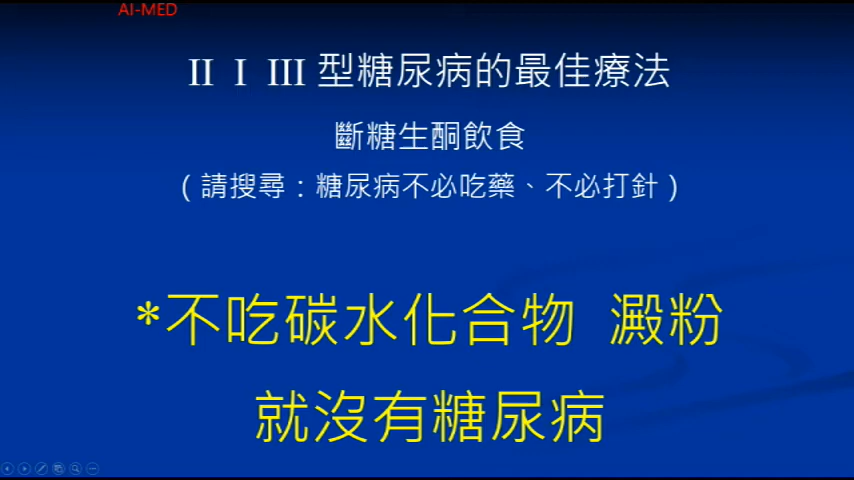 AI-MED
II I III 型糖尿病的最佳療法
斷糖生酮飲食
(請搜尋：糖尿病不必吃藥、不必打針)
*不吃碳水化合物 澱粉
就沒有糖尿病